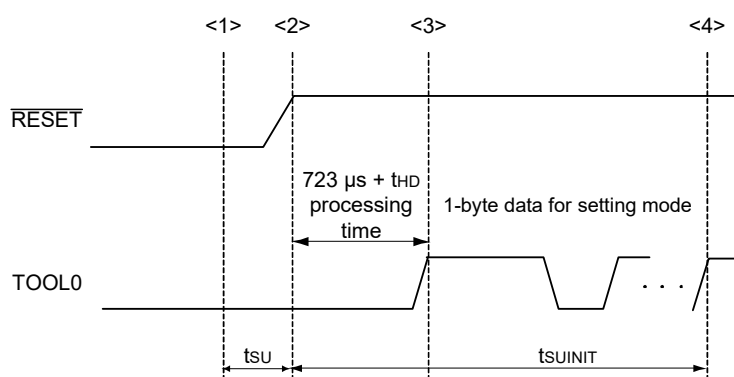 <1> <2> <3> <4>
RESET
723 µs + tHD
processing
time
1-byte data for setting mode
TOOL0
. . .
tSU tSUINIT